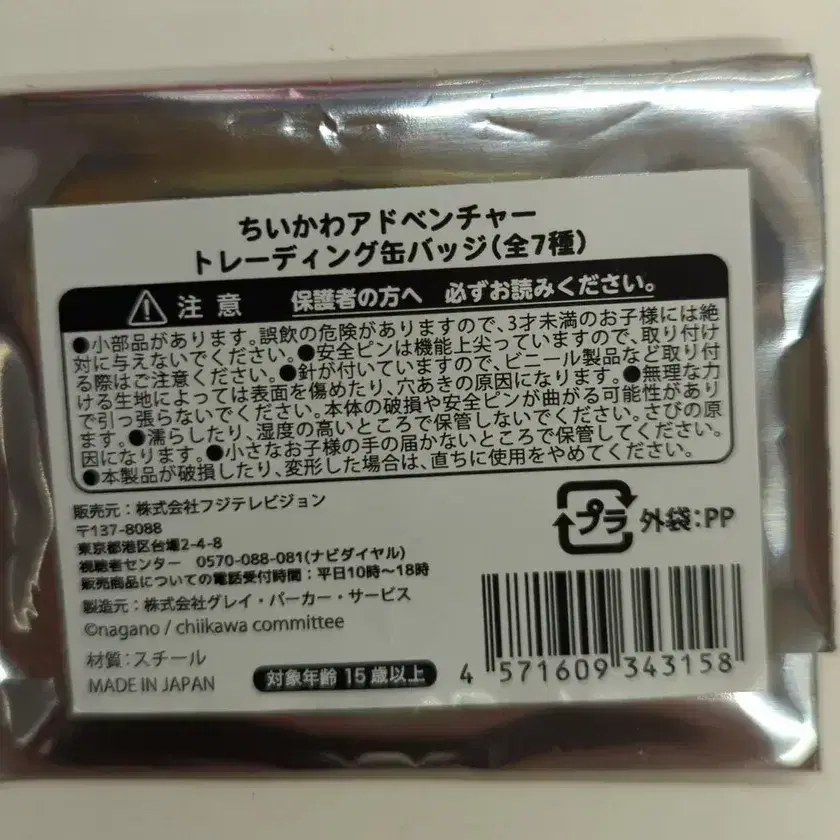 ちいかわアドベンチャー
トレーディング缶バッジ(全7種)
注意 保護者の方へ 必ずお読みください。
●小部品があります。誤飲の危険がありますので、3才未満のお子様には絶
対に与えないでください。●安全ピンは機能上尖っていますので、取り付け
る際はご注意ください。●針が付いていますので、ビニール製品など取り付
ける生地によっては表面を傷めたり、穴あきの原因になります。●無理な力
で引っ張らないでください。本体の破損や安全ピンが曲がる可能性があり
ます。●濡らしたり、湿度の高いところで保管しないでください。さびの原
因になります。●小さなお子様の手の届かないところで保管してください。
●本製品が破損したり、変形した場合は、直ちに使用をやめてください。
販売元:株式会社フジテレビジョン
〒137-8088
東京都港区台場2-4-8
視聴者センター 0570-088-081(ナビダイヤル)
販売商品についての電話受付時間:平日10時〜18時
製造元:株式会社グレイ・パーカー・サービス
©nagano / chiikawa committee
材質:スチール
MADE IN JAPAN
対象年齢 15歳以上
プラ 外袋:PP
4 571609 343158